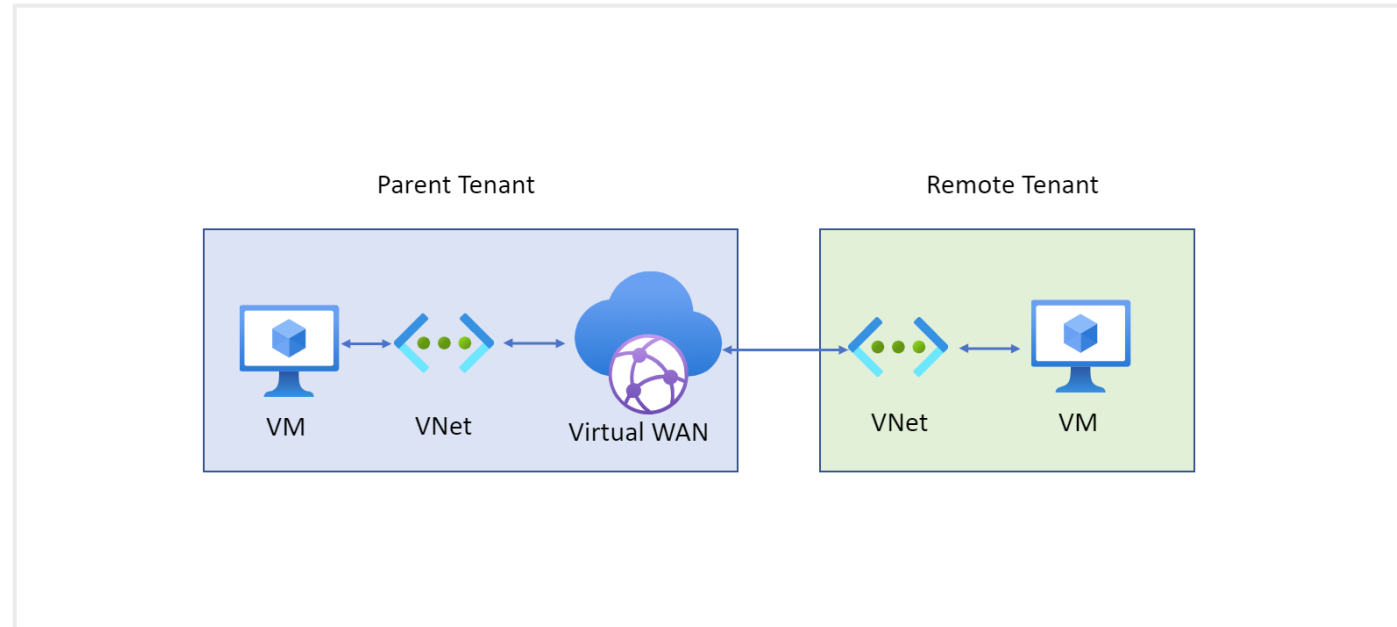 Parent Tenant
Remote Tenant
VM
VNet
Virtual WAN
VNet
VM